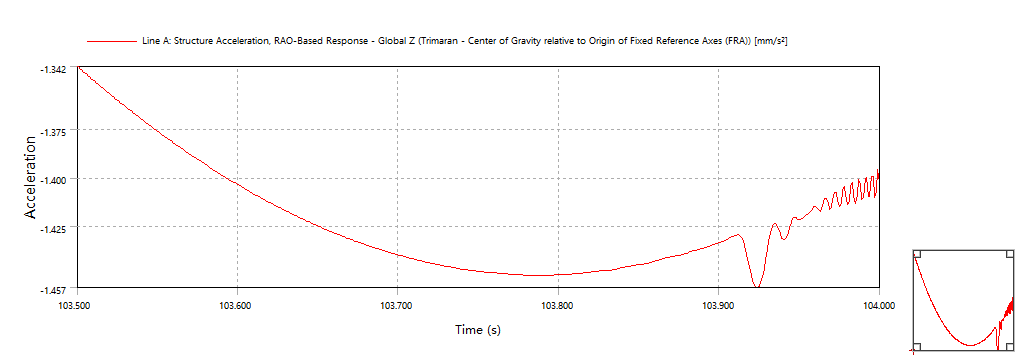 Line A: Structure Acceleration, RAO-Based Response - Global Z (Trimaran - Center of Gravity relative to Origin of Fixed Reference Axes (FRA)) [mm/s²]
-1.342
-1.375
-1.400
-1.425
-1.457
Acceleration
103.500 103.600 103.700 103.800 103.900 104.000
Time (s)